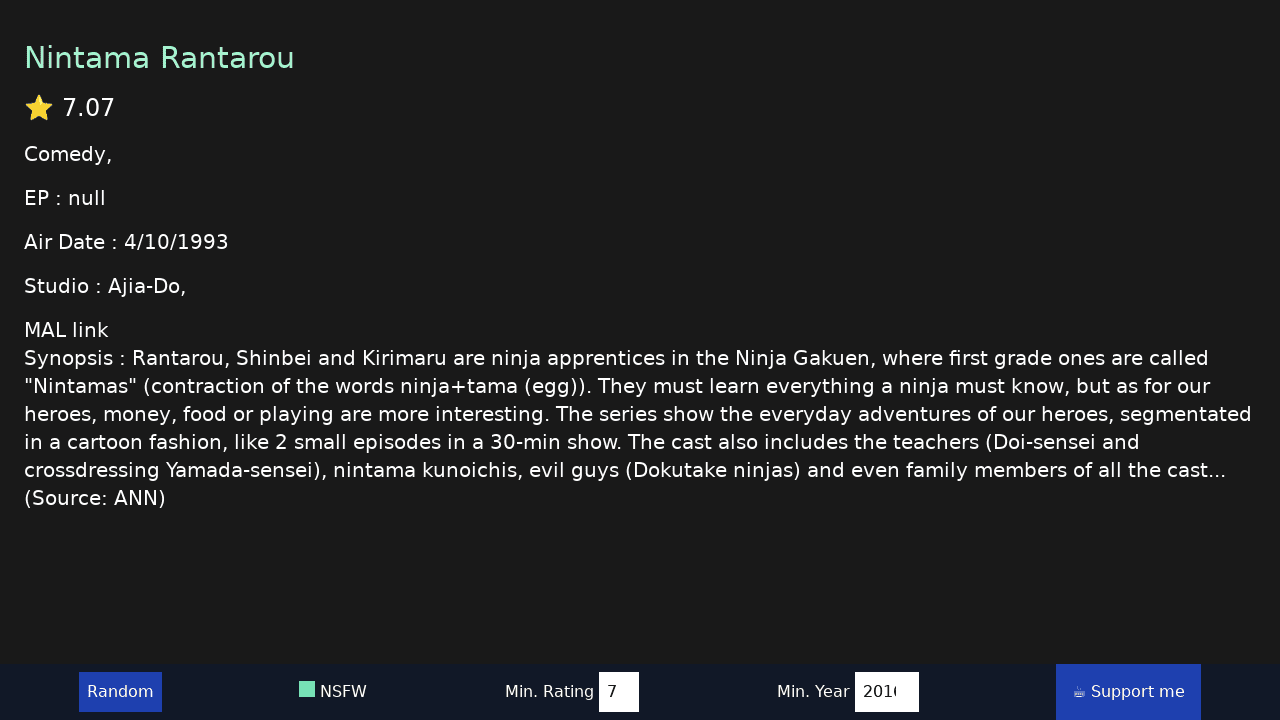 Nintama Rantarou
⭐ 7.07
Comedy,
EP : null
Air Date : 4/10/1993
Studio : Ajia-Do,
MAL link
Synopsis : Rantarou, Shinbei and Kirimaru are ninja apprentices in the Ninja Gakuen, where first grade ones are called
"Nintamas" (contraction of the words ninja+tama (egg)). They must learn everything a ninja must know, but as for our
heroes, money, food or playing are more interesting. The series show the everyday adventures of our heroes, segmentated
in a cartoon fashion, like 2 small episodes in a 30-min show. The cast also includes the teachers (Doi-sensei and
crossdressing Yamada-sensei), nintama kunoichis, evil guys (Dokutake ninjas) and even family members of all the cast...
(Source: ANN)
Random NSFW Min. Rating 7 Min. Year ☕ Support me